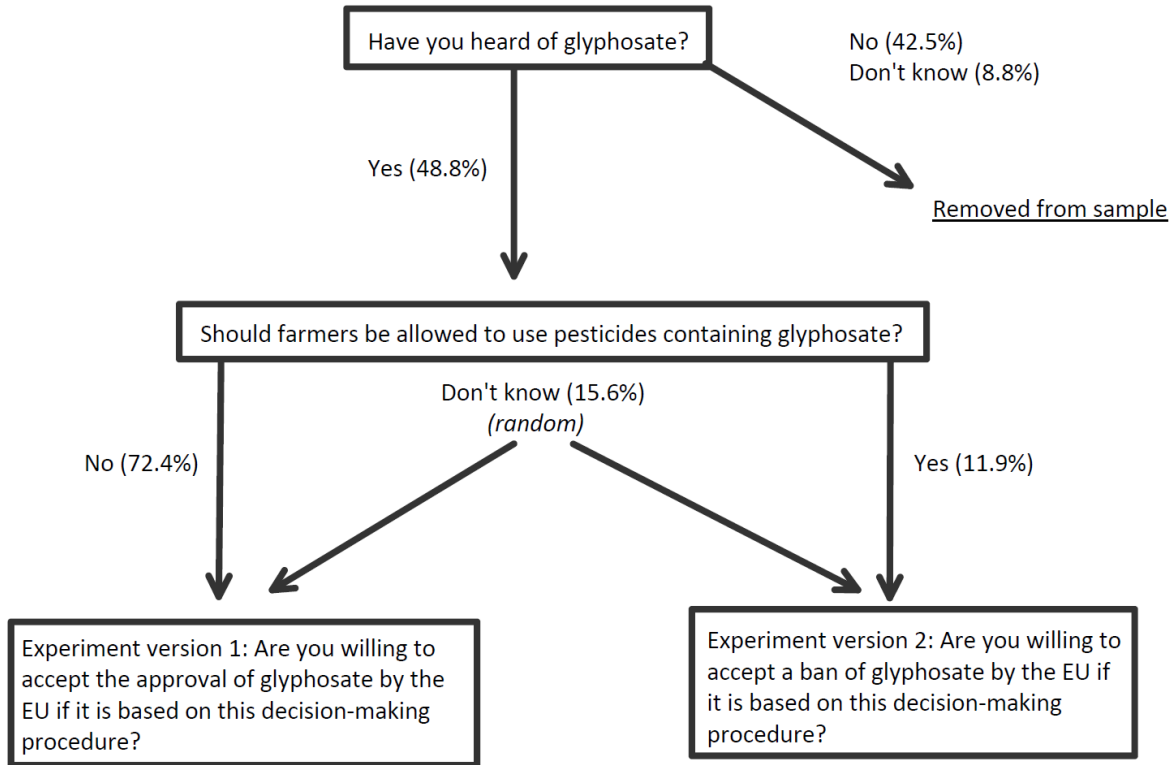 Have you heard of glyphosate?
No (42.5%)
Don't know (8.8%)
Yes (48.8%)
Removed from sample
Should farmers be allowed to use pesticides containing glyphosate?
Don't know (15.6%)
(random)
No (72.4%)
Yes (11.9%)
Experiment version 1: Are you willing to
accept the approval of glyphosate by the
EU if it is based on this decision-making
procedure?
Experiment version 2: Are you willing to
accept a ban of glyphosate by the EU if
it is based on this decision-making
procedure?